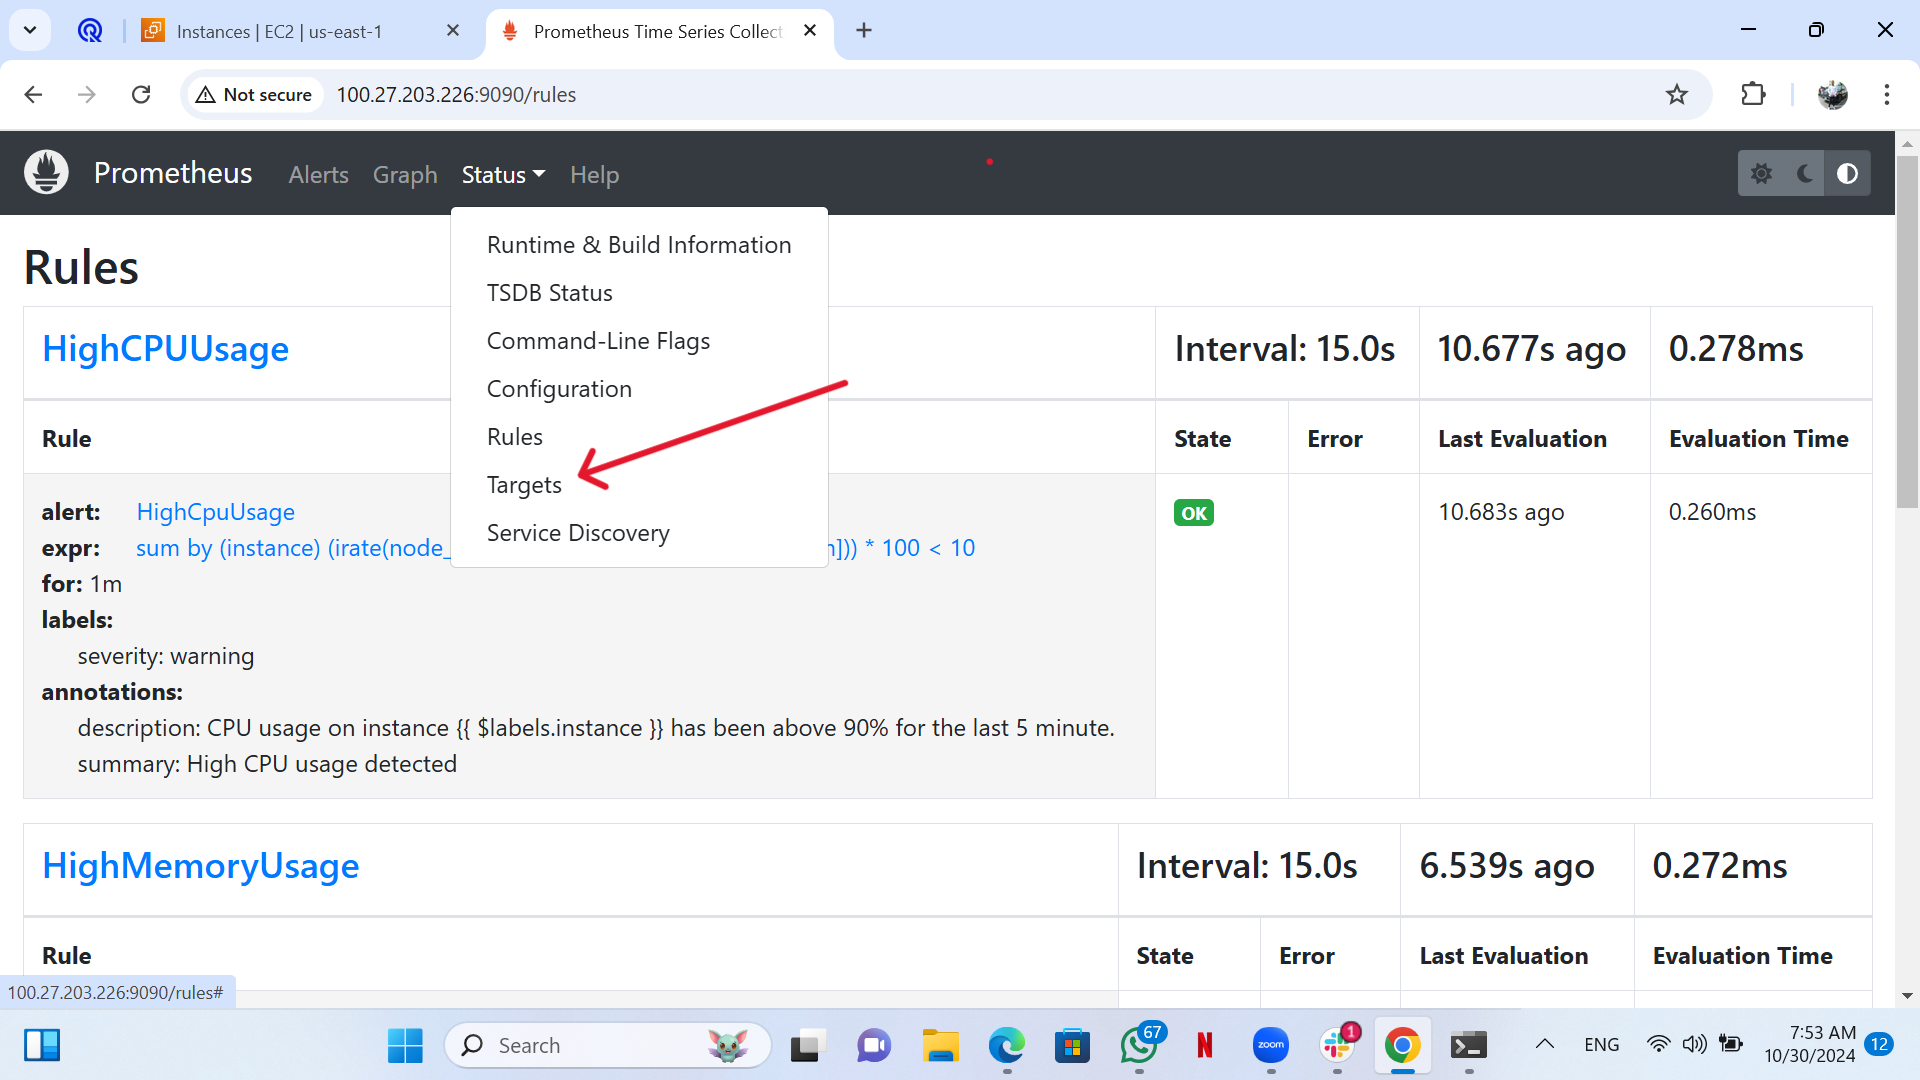 Instances | EC2 | us-east-1
Prometheus Time Series Collect
Not secure
100.27.203.226:9090/rules
Prometheus
Alerts
Graph
Status
Help
Runtime & Build Information
TSDB Status
Command-Line Flags
Configuration
Rules
Targets
Service Discovery
Rules
HighCPUUsage
Interval: 15.0s
10.677s ago
0.278ms
Rule
State
Error
Last Evaluation
Evaluation Time
alert: HighCpuUsage
expr: sum by (instance) (irate(node_ ])) * 100 < 10
for: 1m
labels:
severity: warning
annotations:
description: CPU usage on instance {{ $labels.instance }} has been above 90% for the last 5 minute.
summary: High CPU usage detected
OK
10.683s ago
0.260ms
HighMemoryUsage
Interval: 15.0s
6.539s ago
0.272ms
Rule
State
Error
Last Evaluation
Evaluation Time
100.27.203.226:9090/rules#
Search
67
N
zoom
1
ENG
7:53 AM
10/30/2024
12